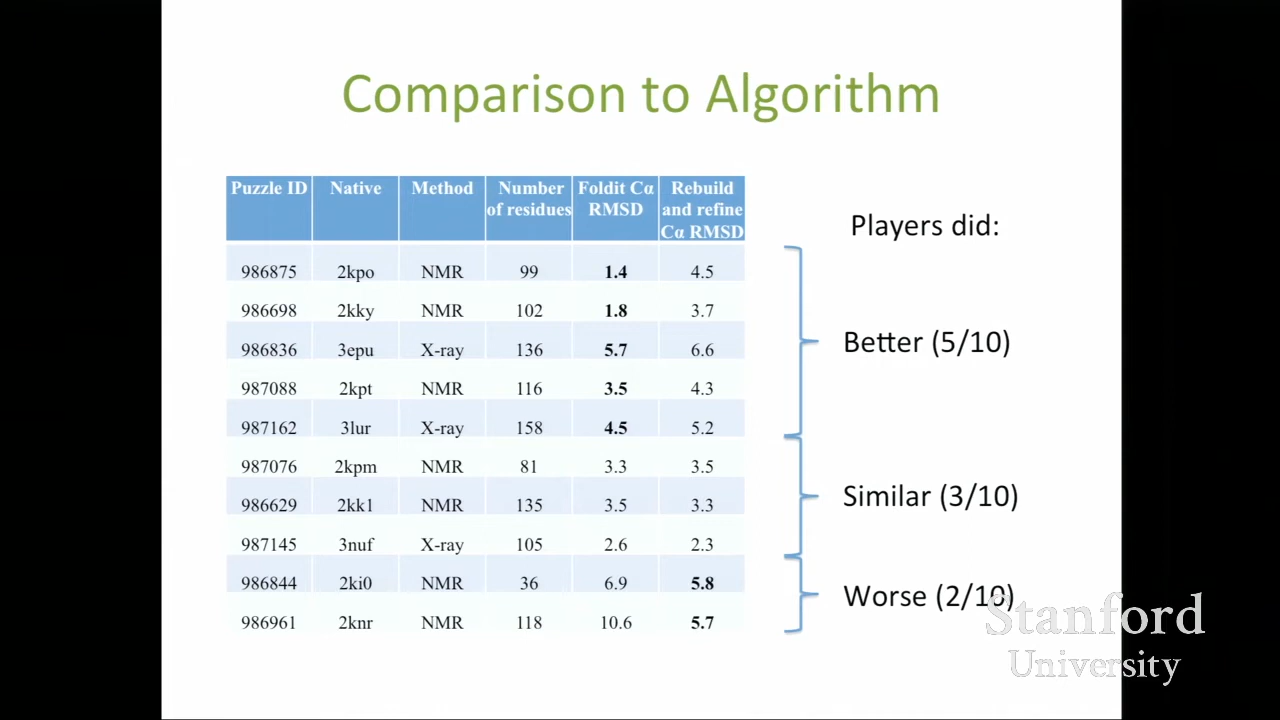 Comparison to Algorithm
Puzzle ID Native Method Number of residues Foldit Cα RMSD Rebuild and refine Cα RMSD
986875 2kpo NMR 99 1.4 4.5
986698 2kky NMR 102 1.8 3.7
986836 3epu X-ray 136 5.7 6.6
987088 2kpt NMR 116 3.5 4.3
987162 3lur X-ray 158 4.5 5.2
987076 2kpm NMR 81 3.3 3.5
986629 2kk1 NMR 135 3.5 3.3
987145 3nuf X-ray 105 2.6 2.3
986844 2ki0 NMR 36 6.9 5.8
986961 2knr NMR 118 10.6 5.7
Players did:
Better (5/10)
Similar (3/10)
Worse (2/10)
Stanford
University